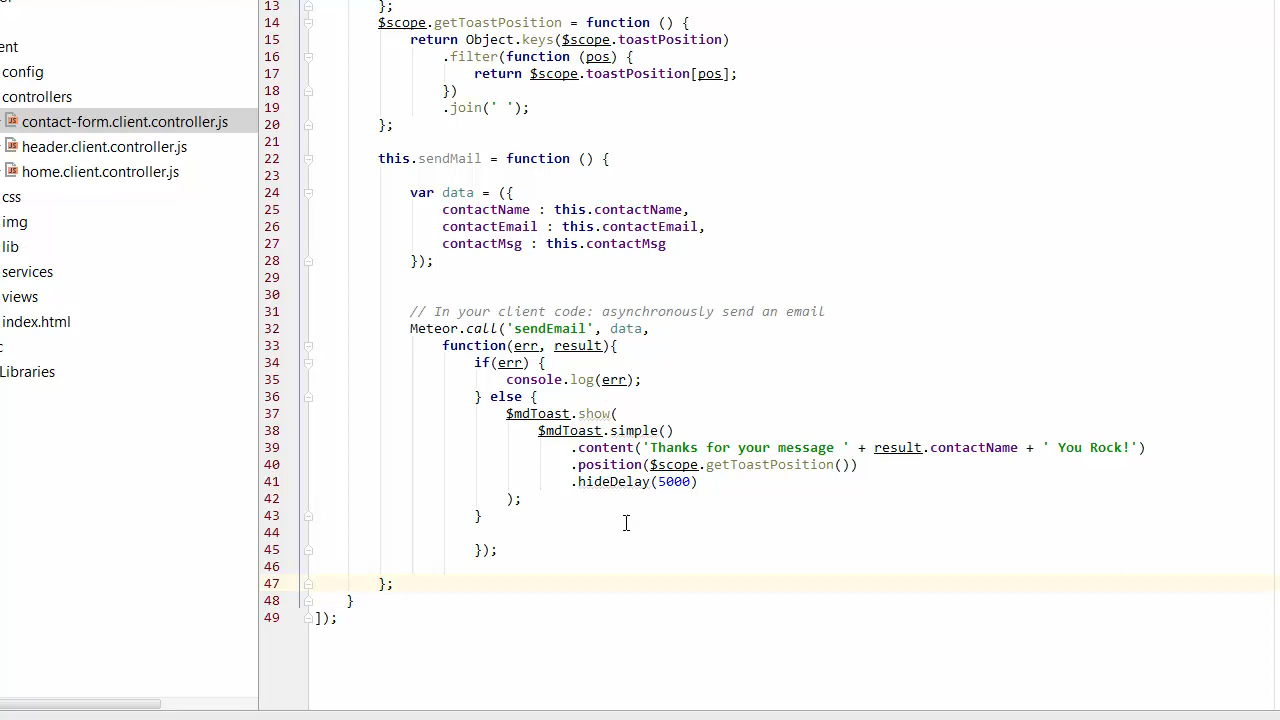 ent
config
controllers
contact-form.client.controller.js
header.client.controller.js
home.client.controller.js
css
img
lib
services
views
index.html
c
Libraries
13 };
14 $scope.getToastPosition = function () {
15 return Object.keys($scope.toastPosition)
16 .filter(function (pos) {
17 return $scope.toastPosition[pos];
18 })
19 .join(' ');
20 };
21
22 this.sendMail = function () {
23
24 var data = ({
25 contactName : this.contactName,
26 contactEmail : this.contactEmail,
27 contactMsg : this.contactMsg
28 });
29
30
31 // In your client code: asynchronously send an email
32 Meteor.call('sendEmail', data,
33 function(err, result){
34 if(err) {
35 console.log(err);
36 } else {
37 $mdToast.show(
38 $mdToast.simple()
39 .content('Thanks for your message ' + result.contactName + ' You Rock!')
40 .position($scope.getToastPosition())
41 .hideDelay(5000)
42 );
43 }
44
45 });
46
47 };
48 }
49 ]);